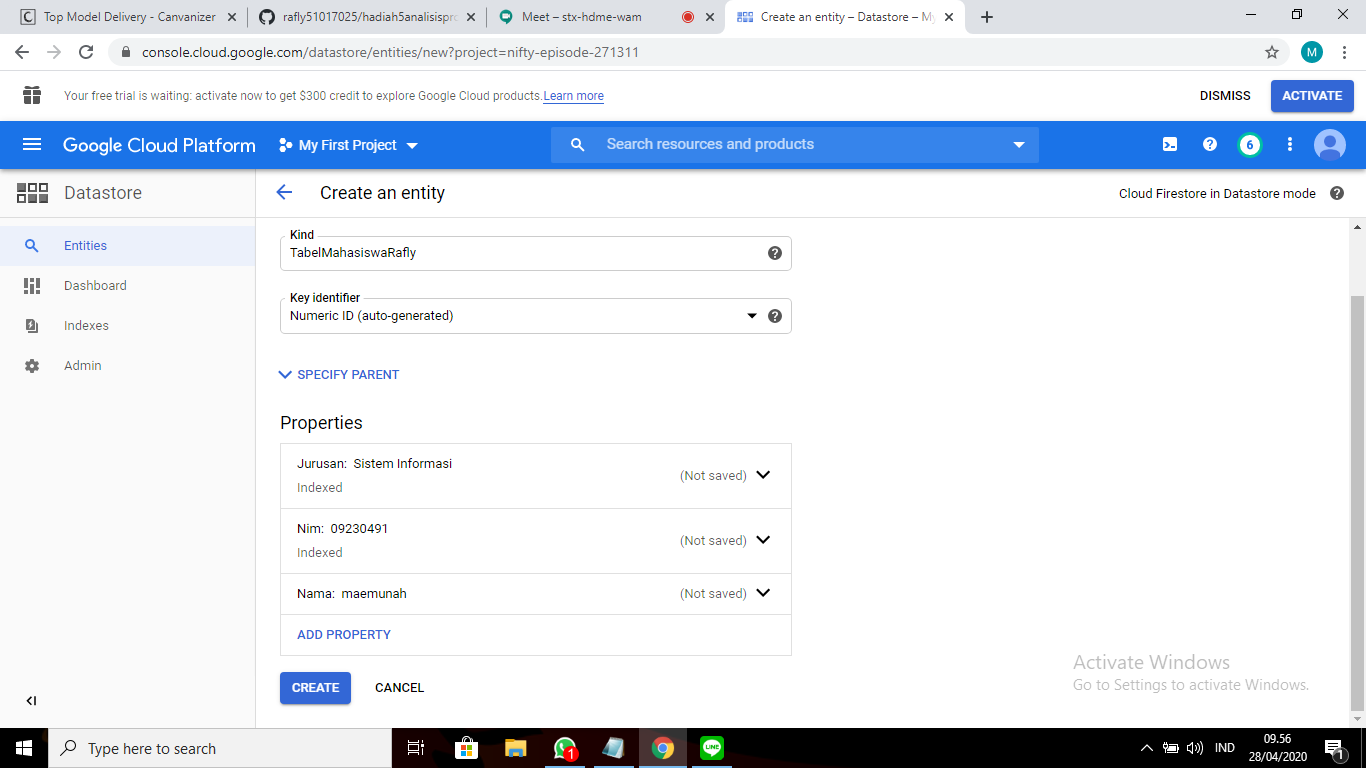 Top Model Delivery - Canvanizer
rafly51017025/hadiah5analisispro
Meet – stx-hdme-wam
Create an entity – Datastore – My
console.cloud.google.com/datastore/entities/new?project=nifty-episode-271311
M
Your free trial is waiting: activate now to get $300 credit to explore Google Cloud products. Learn more
DISMISS
ACTIVATE
Google Cloud Platform
My First Project
Search resources and products
6
Datastore
Create an entity
Cloud Firestore in Datastore mode
Entities
Dashboard
Indexes
Admin
Kind
TabelMahasiswaRafly
Key identifier
Numeric ID (auto-generated)
SPECIFY PARENT
Properties
Jurusan: Sistem Informasi
Indexed
(Not saved)
Nim: 09230491
Indexed
(Not saved)
Nama: maemunah
(Not saved)
ADD PROPERTY
CREATE
CANCEL
Activate Windows
Go to Settings to activate Windows.
Type here to search
1
LINE
IND
09.56
28/04/2020
1